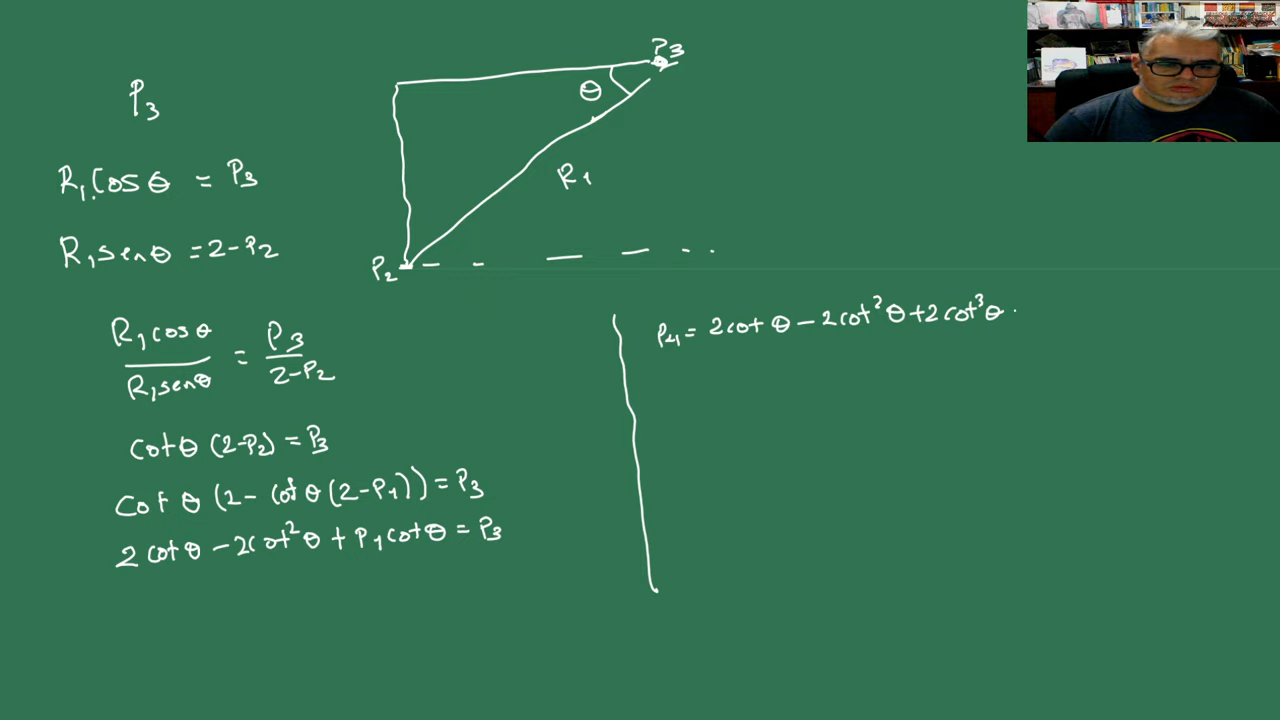 P3
θ
P3
R1
R1 cos θ = P3
R1 sen θ = 2-P2
P2
R1 cos θ / R1 sen θ = P3 / 2-P2
cot θ (2-P2) = P3
cot θ (2- cot θ (2-P1)) = P3
2 cot θ - 2cot² θ + P1 cot θ = P3
P4 = 2cot θ - 2cot² θ + 2cot³ θ .